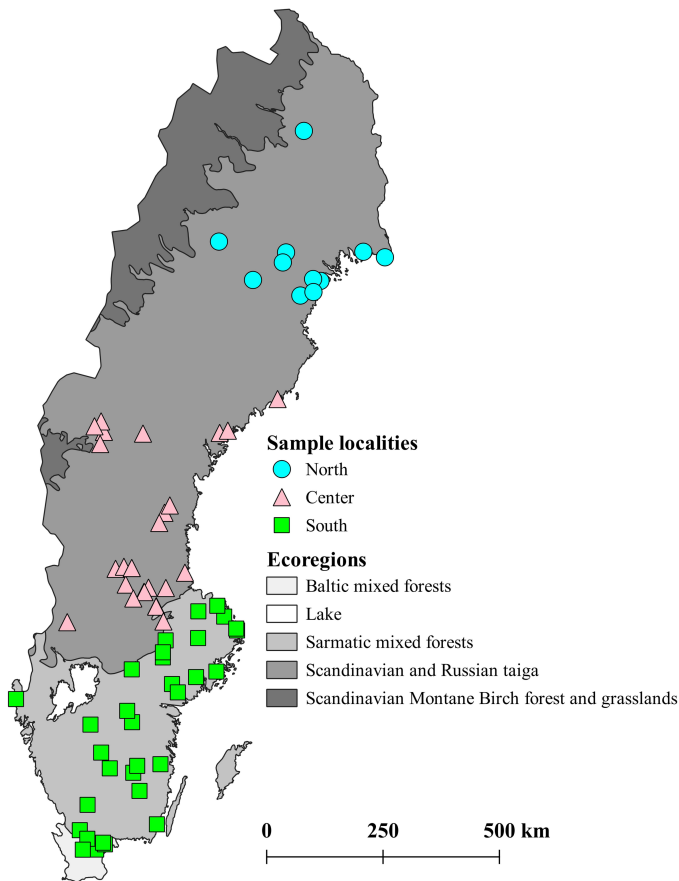 Sample localities
North
Center
South
Ecoregions
Baltic mixed forests
Lake
Sarmatic mixed forests
Scandinavian and Russian taiga
Scandinavian Montane Birch forest and grasslands
0 250 500 km